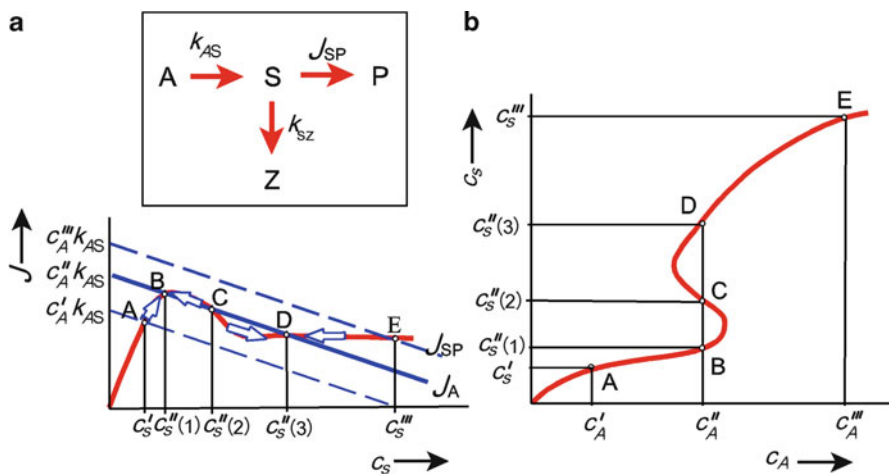 a
b
k_AS
J_SP
A
S
P
k_sz
Z
J
c_A''' k_AS
c_A'' k_AS
c_A' k_AS
A
B
C
D
E
J_SP
J_A
c_s'
c_s''(1)
c_s''(2)
c_s''(3)
c_s'''
c_s
c_s'''
c_s
c_s''(3)
c_s''(2)
c_s''(1)
c_s'
E
D
C
B
A
c_A'
c_A''
c_A'''
c_A